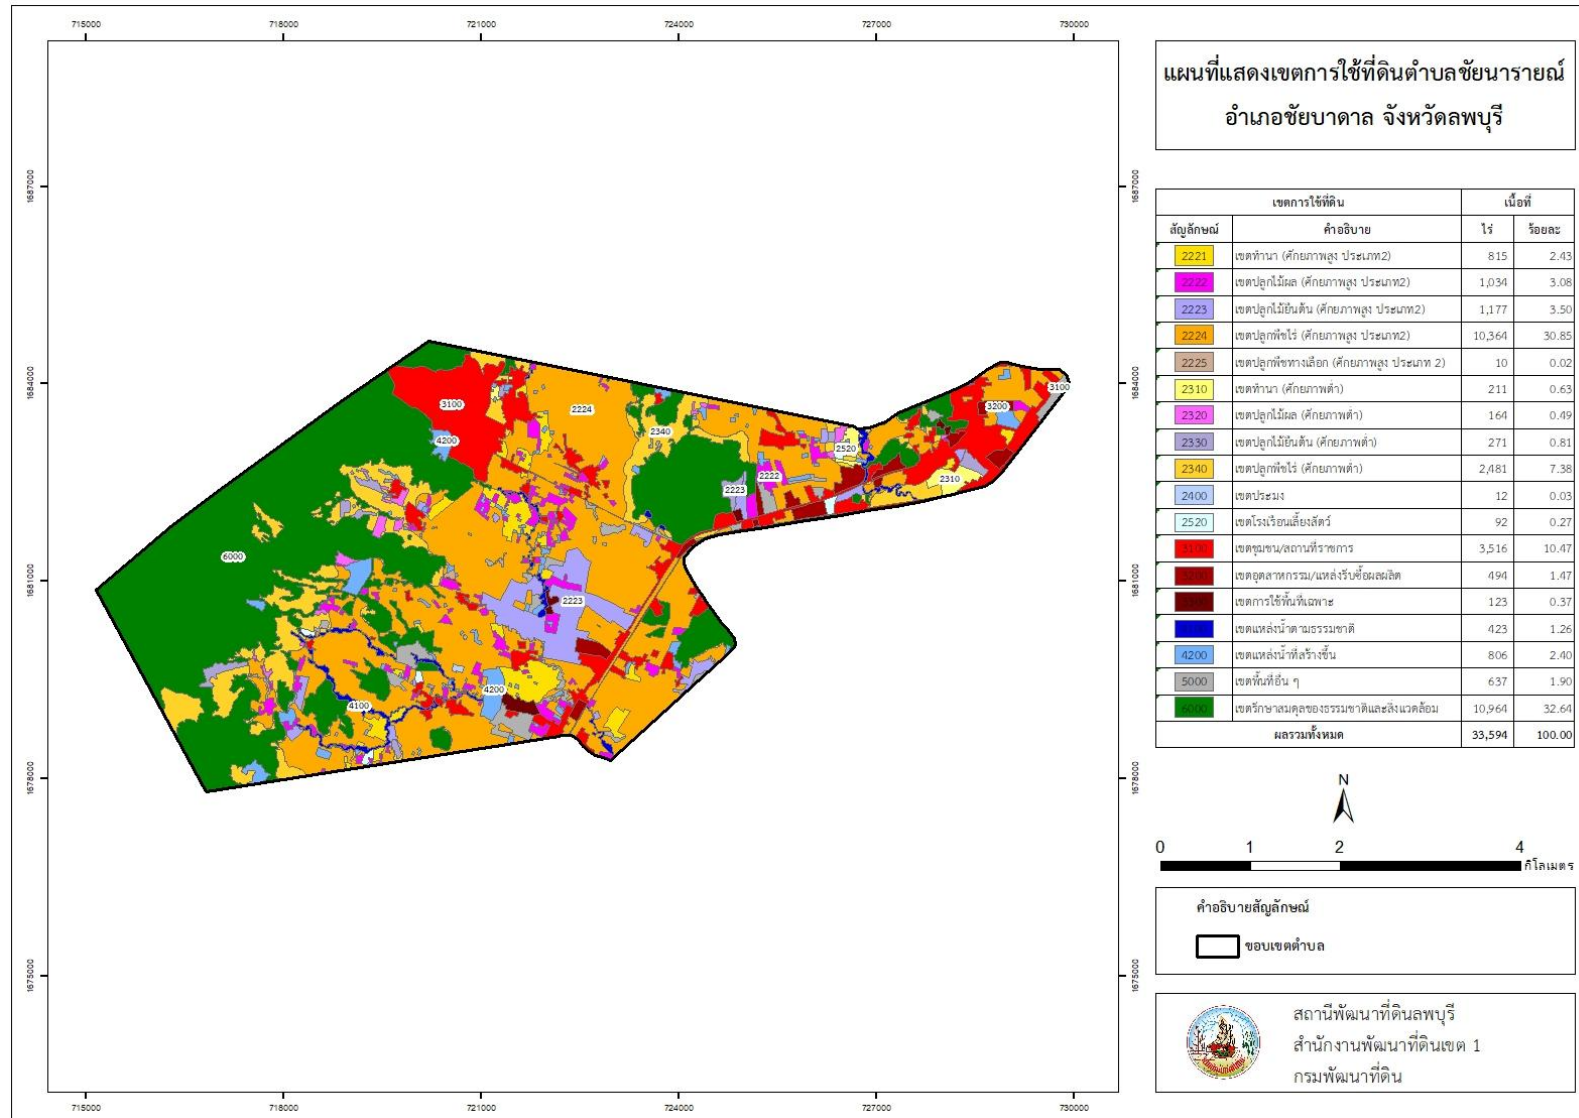 715000 718000 721000 724000 727000 730000
แผนที่แสดงเขตการใช้ที่ดินตำบลชัยนารายณ์
อำเภอชัยบาดาล จังหวัดลพบุรี
1687000 1687000
เขตการใช้ที่ดิน เนื้อที่
สัญลักษณ์ คำอธิบาย ไร่ ร้อยละ
2221 เขตทำนา (ศักยภาพสูง ประเภท2) 815 2.43
2222 เขตปลูกไม้ผล (ศักยภาพสูง ประเภท2) 1,034 3.08
2223 เขตปลูกไม้ยืนต้น (ศักยภาพสูง ประเภท2) 1,177 3.50
2224 เขตปลูกพืชไร่ (ศักยภาพสูง ประเภท2) 10,364 30.85
2225 เขตปลูกพืชทางเลือก (ศักยภาพสูง ประเภท 2) 10 0.02
2310 เขตทำนา (ศักยภาพต่ำ) 211 0.63
2320 เขตปลูกไม้ผล (ศักยภาพต่ำ) 164 0.49
2330 เขตปลูกไม้ยืนต้น (ศักยภาพต่ำ) 271 0.81
2340 เขตปลูกพืชไร่ (ศักยภาพต่ำ) 2,481 7.38
2400 เขตประมง 12 0.03
2520 เขตโรงเรือนเลี้ยงสัตว์ 92 0.27
3100 เขตชุมชน/สถานที่ราชการ 3,516 10.47
3200 เขตอุตสาหกรรม/แหล่งรับซื้อผลผลิต 494 1.47
เขตการใช้พื้นที่เฉพาะ 123 0.37
เขตแหล่งน้ำตามธรรมชาติ 423 1.26
4200 เขตแหล่งน้ำที่สร้างขึ้น 806 2.40
5000 เขตพื้นที่อื่น ๆ 637 1.90
6000 เขตรักษาสมดุลของธรรมชาติและสิ่งแวดล้อม 10,964 32.64
ผลรวมทั้งหมด 33,594 100.00
1684000 1684000
3100
3100
2224
3200
2340
4200
2520
2222
2310
2223
6000
1681000 1681000
2223
4200
4100
1678000 1678000
N
0 1 2 4
กิโลเมตร
คำอธิบายสัญลักษณ์
ขอบเขตตำบล
1675000 1675000
สถานีพัฒนาที่ดินลพบุรี
สำนักงานพัฒนาที่ดินเขต 1
กรมพัฒนาที่ดิน
715000 718000 721000 724000 727000 730000